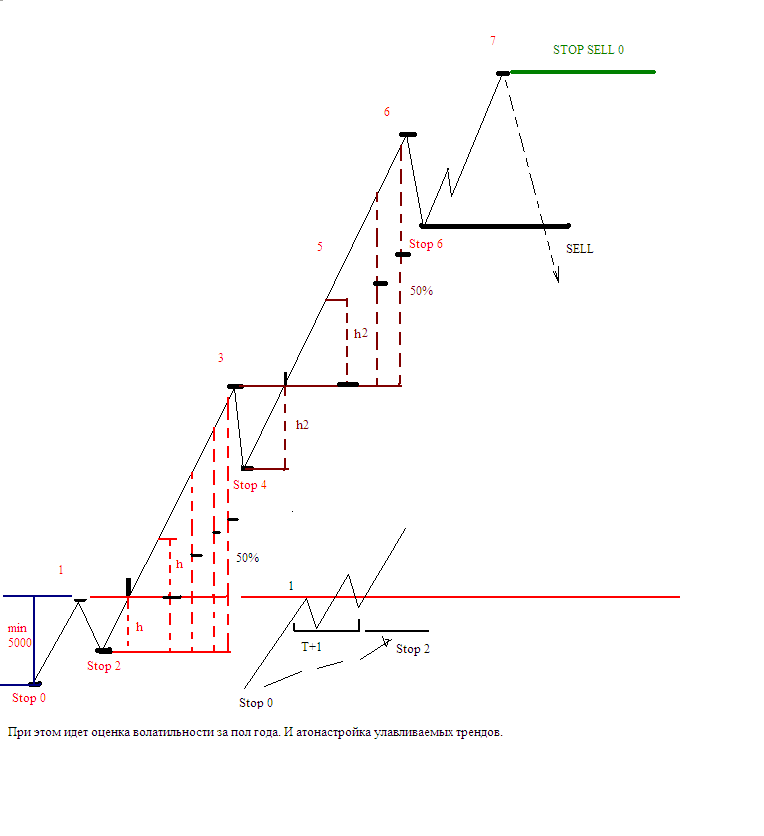 7
STOP SELL 0
6
5
Stop 6
SELL
50%
h2
3
h2
Stop 4
50%
1
h
1
min
5000
h
T+1
Stop 2
Stop 2
Stop 0
Stop 0
При этом идет оценка волатильности за пол года. И атонастройка улавливаемых трендов.